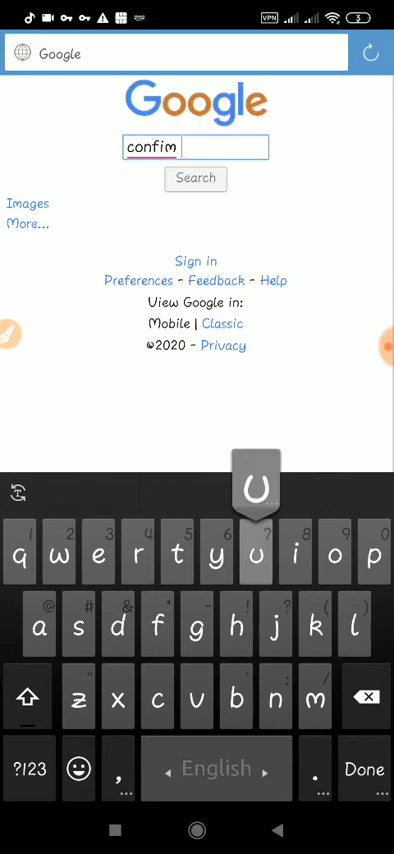 VPN 3
Google
Google
confim
Search
Images
More...
Sign in
Preferences - Feedback - Help
View Google in:
Mobile | Classic
©2020 - Privacy
U
1 2 3 4 5 6 7 8 9 0
q w e r t y u i o p
@ # & * - ! ? ( )
a s d f g h j k l
" ' : ; /
z x c v b n m
?123 , English . Done